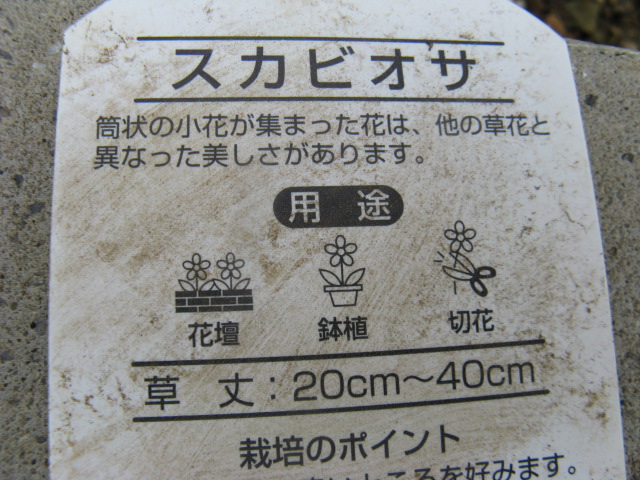 スカビオサ
筒状の小花が集まった花は、他の草花と
異なった美しさがあります。
用途
花壇 鉢植 切花
草丈：20cm〜40cm
栽培のポイント
ところを好みます。